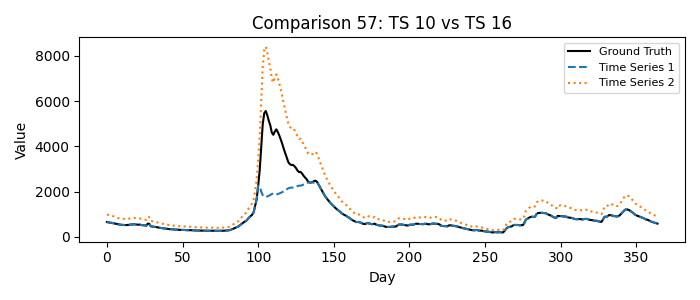 Comparison 57: TS 10 vs TS 16
Value
8000
6000
4000
2000
0
Ground Truth
Time Series 1
Time Series 2
0 50 100 150 200 250 300 350
Day